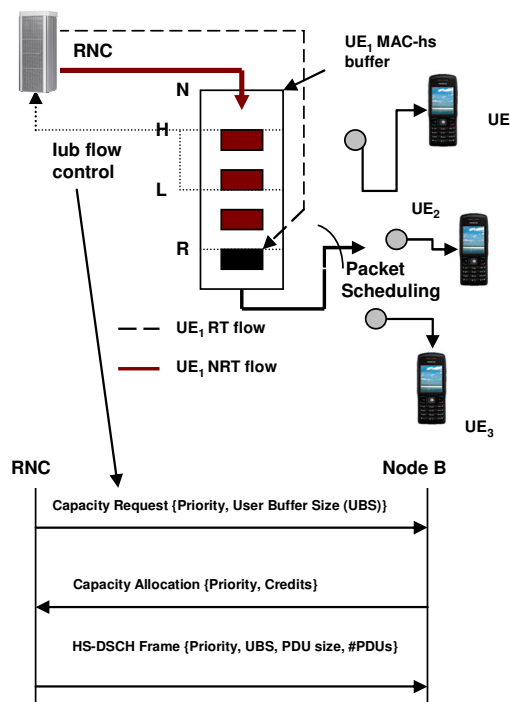 RNC
UE1 MAC-hs
buffer
N
H
L
R
Iub flow
control
UE
UE2
Packet
Scheduling
UE1 RT flow
UE1 NRT flow
UE3
RNC
Node B
Capacity Request {Priority, User Buffer Size (UBS)}
Capacity Allocation {Priority, Credits}
HS-DSCH Frame {Priority, UBS, PDU size, #PDUs}